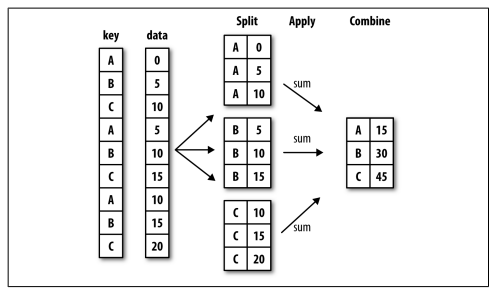 Split Apply Combine
key data
A 0
B 5
C 10
A 5
B 10
C 15
A 10
B 15
C 20
A 0
A 5
A 10
sum
B 5
B 10
B 15
sum
C 10
C 15
C 20
sum
A 15
B 30
C 45